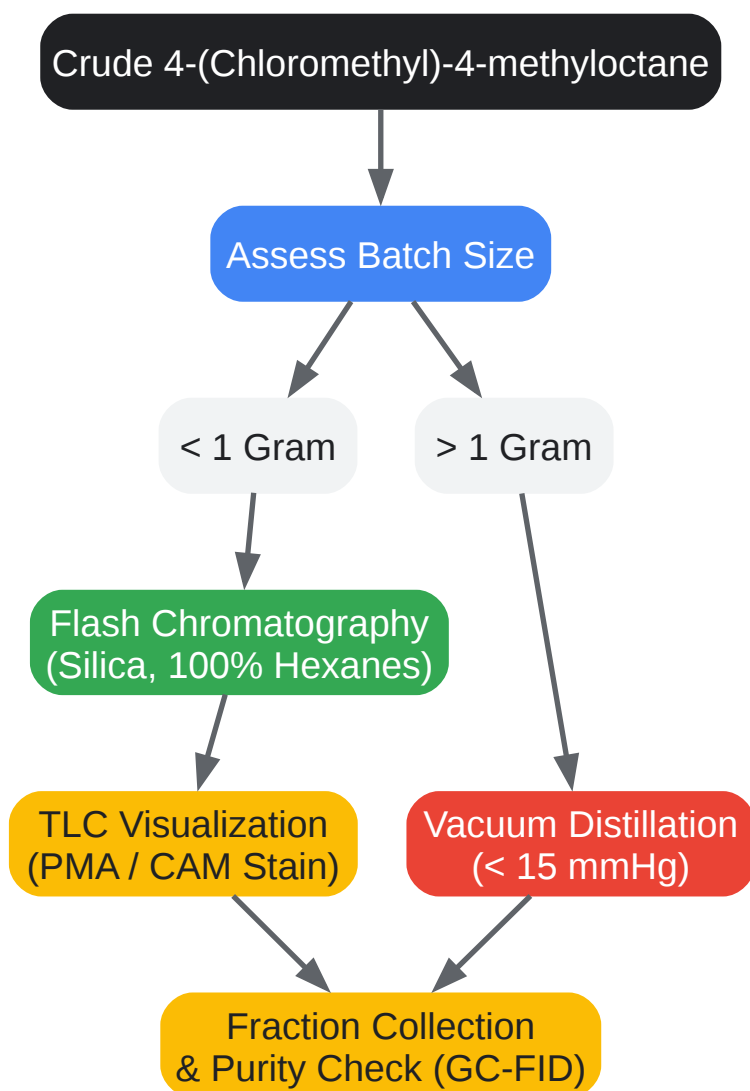 Crude 4-(Chloromethyl)-4-methyloctane
Assess Batch Size
< 1 Gram
> 1 Gram
Flash Chromatography
(Silica, 100% Hexanes)
TLC Visualization
(PMA / CAM Stain)
Vacuum Distillation
(< 15 mmHg)
Fraction Collection
& Purity Check (GC-FID)